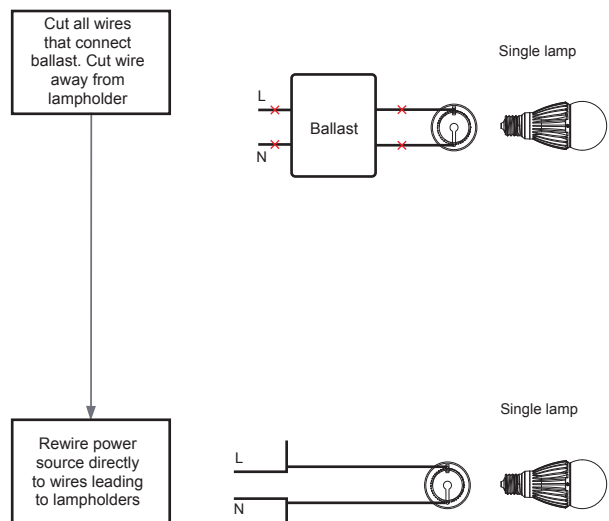 Cut all wires
that connect
ballast. Cut wire
away from
lampholder
Single lamp
L
Ballast
N
Single lamp
Rewire power
source directly
to wires leading
to lampholders
L
N